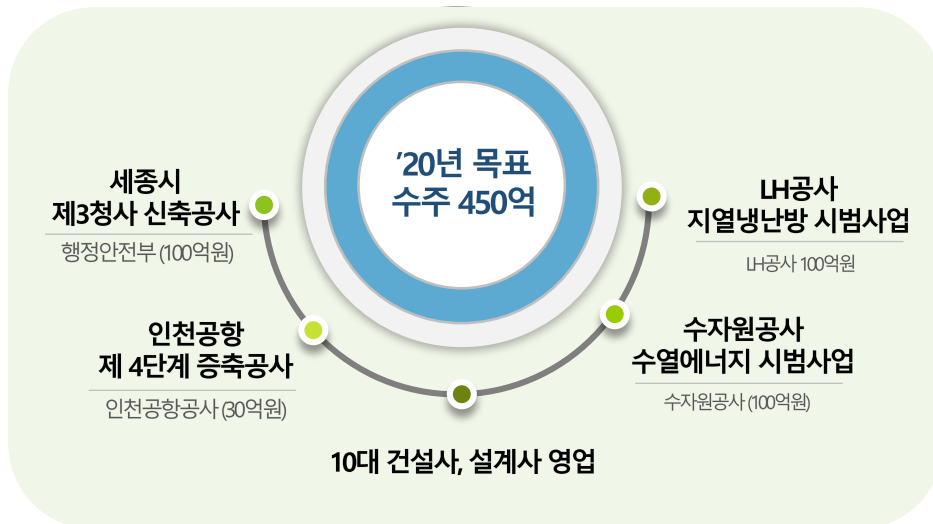 '20년 목표
수주 450억
세종시
제3청사 신축공사
행정안전부 (100억원)
인천공항
제 4단계 증축공사
인천공항공사 (30억원)
10대 건설사, 설계사 영업
수자원공사
수열에너지 시범사업
수자원공사 (100억원)
LH공사
지열냉난방 시범사업
LH공사 100억원